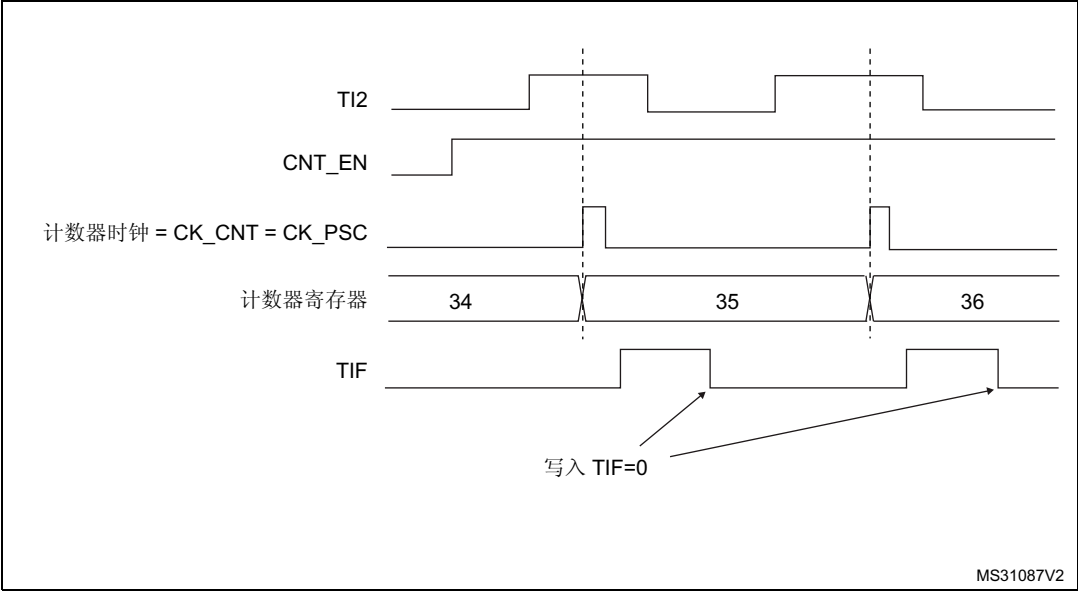 TI2
CNT_EN
计数器时钟 = CK_CNT = CK_PSC
计数器寄存器 34 35 36
TIF
写入 TIF=0
MS31087V2